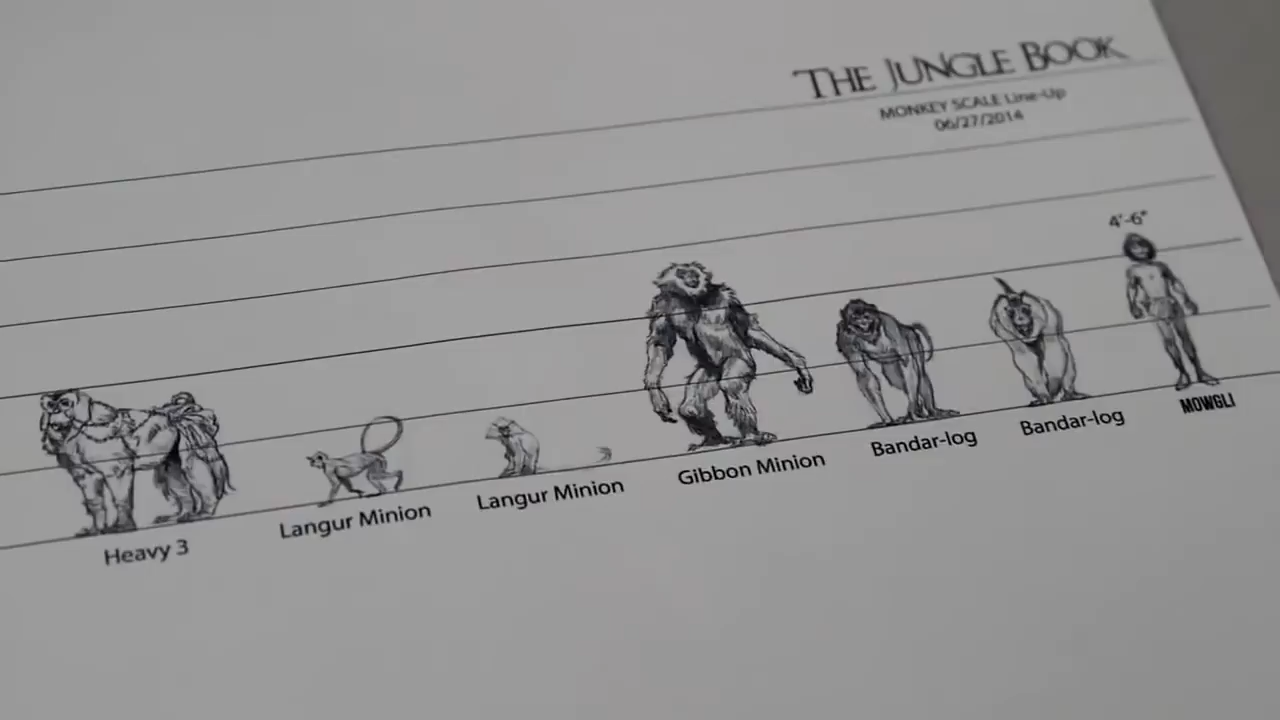 THE JUNGLE BOOK
MONKEY SCALE Line-Up
06/27/2014
4'-6"
Heavy 3
Langur Minion
Langur Minion
Gibbon Minion
Bandar-log
Bandar-log
MOWGLI